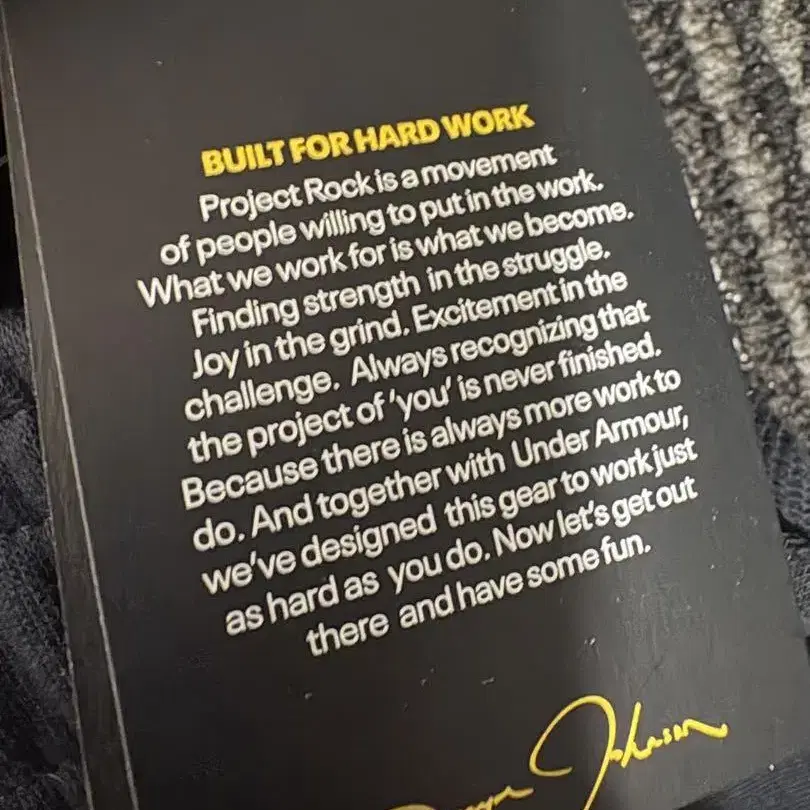 BUILT FOR HARD WORK
Project Rock is a movement
of people willing to put in the work.
What we work for is what we become.
Finding strength in the struggle.
Joy in the grind. Excitement in the
challenge. Always recognizing that
the project of 'you' is never finished.
Because there is always more work to
do. And together with Under Armour,
we've designed this gear to work just
as hard as you do. Now let's get out
there and have some fun.
Johnson